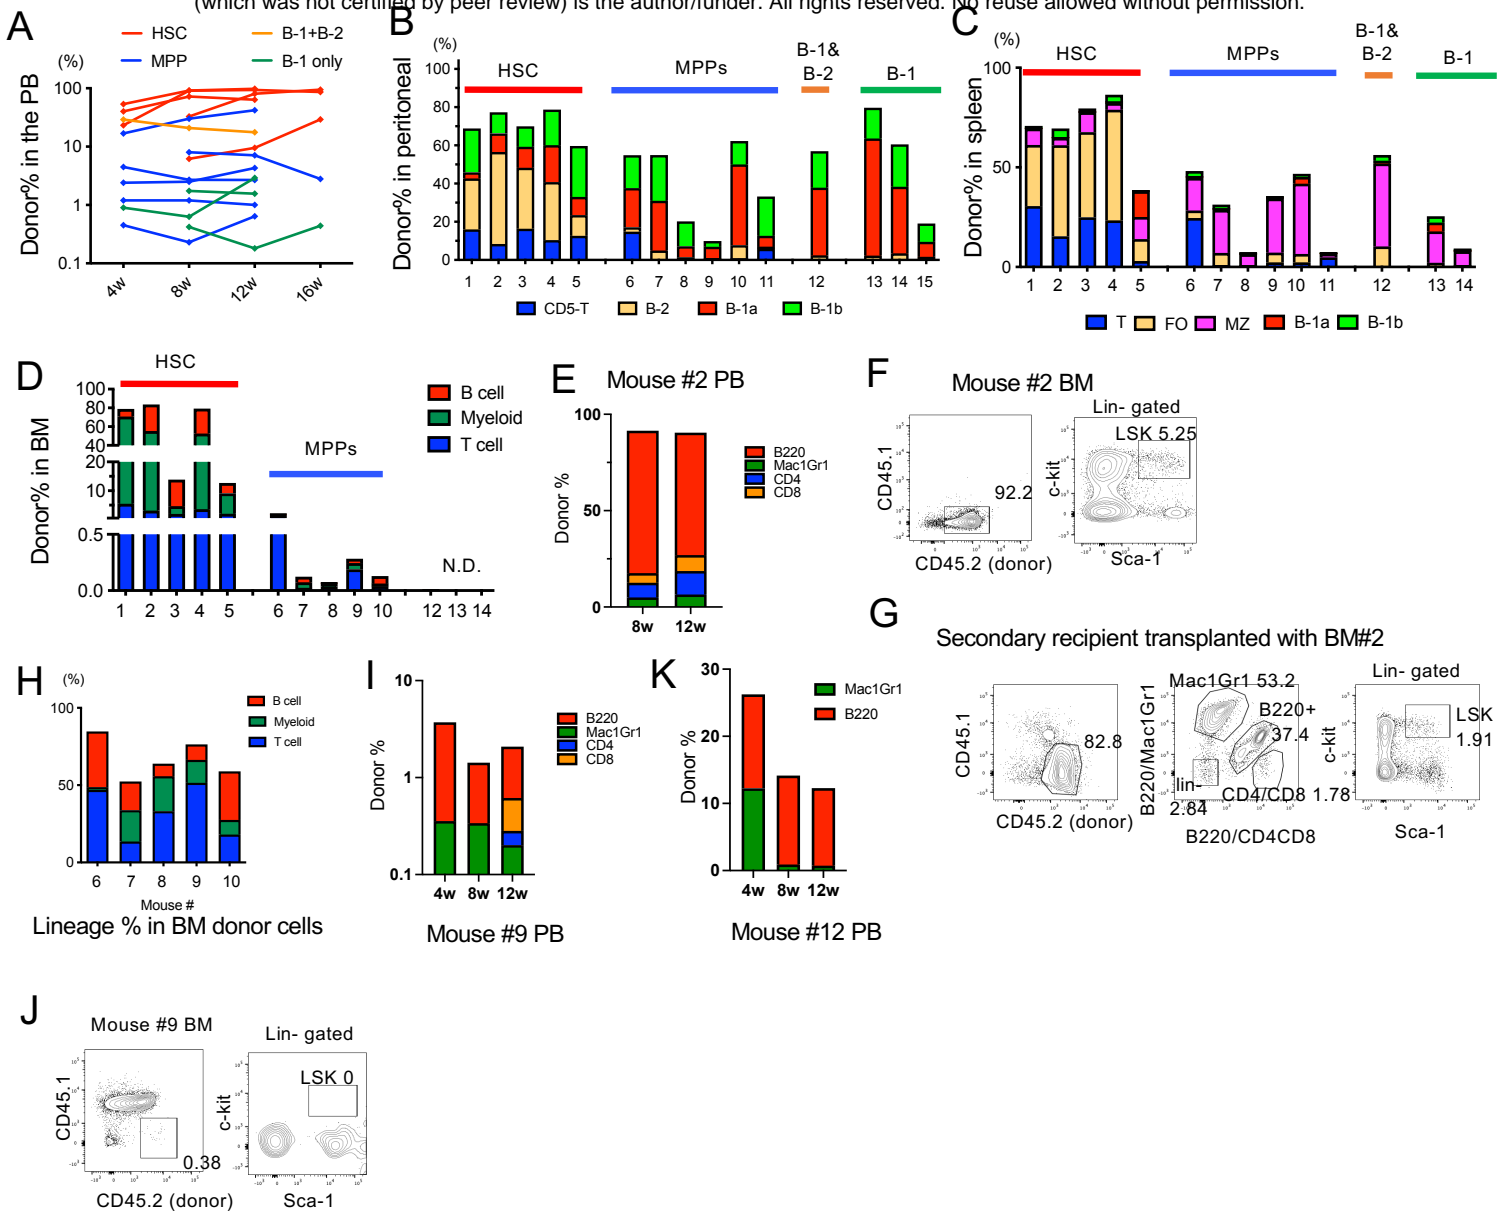 (which was not certified by peer review) is the author/funder. All rights reserved. No reuse allowed without permission.
A
HSC
MPP
B-1+B-2
B-1 only
(%)
Donor% in the PB
100
10
1
0.1
4w
8w
12w
16w
B
(%)
Donor% in peritoneal
100
80
60
40
20
0
HSC
MPPs
B-1&
B-2
B-1
1 2 3 4 5 6 7 8 9 10 11 12 13 14 15
CD5-T
B-2
B-1a
B-1b
C
(%)
Donor% in spleen
100
50
0
HSC
MPPs
B-1&
B-2
B-1
1 2 3 4 5 6 7 8 9 10 11 12 13 14
T
FO
MZ
B-1a
B-1b
D
HSC
MPPs
Donor% in BM
100
80
60
40
20
10
0.5
0.0
N.D.
1 2 3 4 5 6 7 8 9 10 12 13 14
B cell
Myeloid
T cell
E
Mouse #2 PB
Donor %
100
50
0
8w 12w
B220
Mac1Gr1
CD4
CD8
F
Mouse #2 BM
CD45.1
92.2
CD45.2 (donor)
Lin- gated
LSK 5.25
c-kit
Sca-1
G
Secondary recipient transplanted with BM#2
CD45.1
82.8
CD45.2 (donor)
B220/Mac1Gr1
Mac1Gr1 53.2
B220+
37.4
lin-
2.84
CD4/CD8 1.78
B220/CD4CD8
Lin- gated
c-kit
LSK
1.91
Sca-1
H
(%)
100
50
0
6 7 8 9 10
Mouse #
Lineage % in BM donor cells
B cell
Myeloid
T cell
I
Donor %
10
1
0.1
4w 8w 12w
B220
Mac1Gr1
CD4
CD8
Mouse #9 PB
K
Donor %
30
20
10
0
4w 8w 12w
Mac1Gr1
B220
Mouse #12 PB
J
Mouse #9 BM
CD45.1
0.38
CD45.2 (donor)
Lin- gated
LSK 0
c-kit
Sca-1